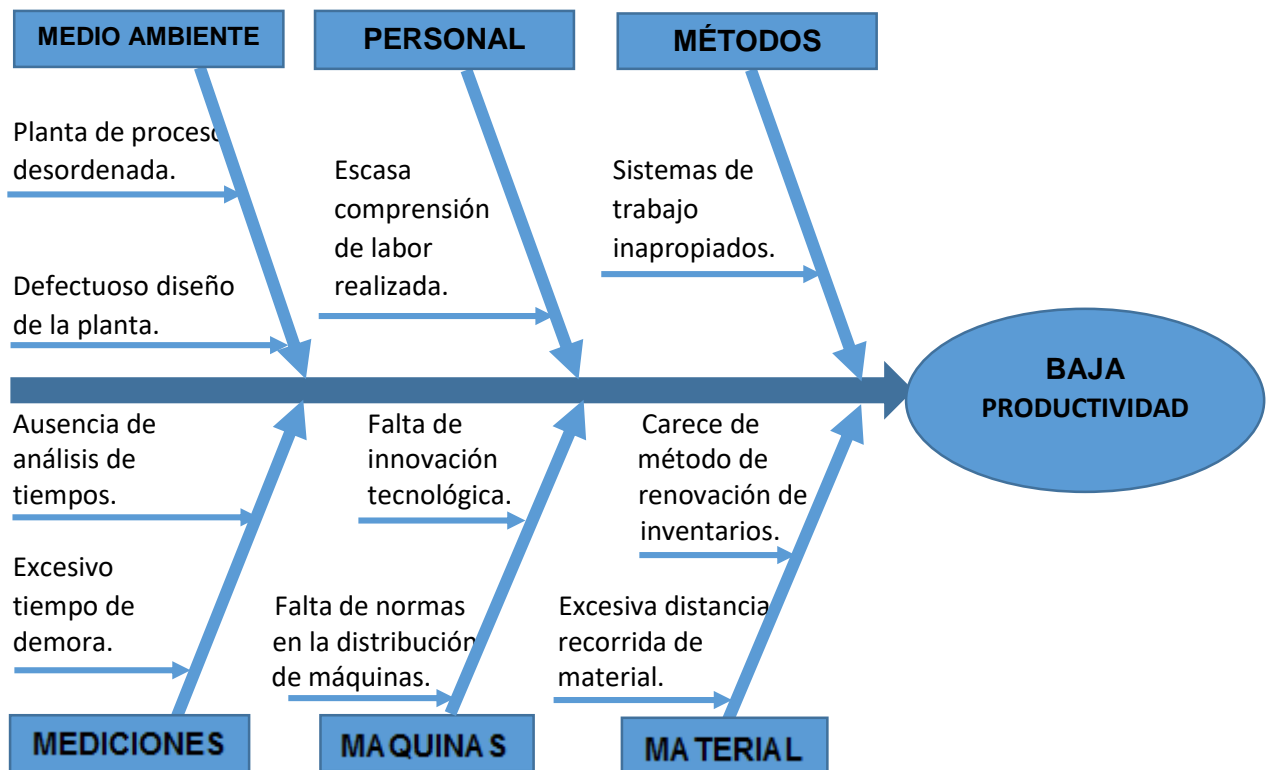 MEDIO AMBIENTE
PERSONAL
MÉTODOS
Planta de proceso
desordenada.
Defectuoso diseño
de la planta.
Escasa
comprensión
de labor
realizada.
Sistemas de
trabajo
inapropiados.
BAJA
PRODUCTIVIDAD
Ausencia de
análisis de
tiempos.
Excesivo
tiempo de
demora.
Falta de
innovación
tecnológica.
Falta de normas
en la distribución
de máquinas.
Carece de
método de
renovación de
inventarios.
Excesiva distancia
recorrida de
material.
MEDICIONES
MAQUINAS
MATERIAL